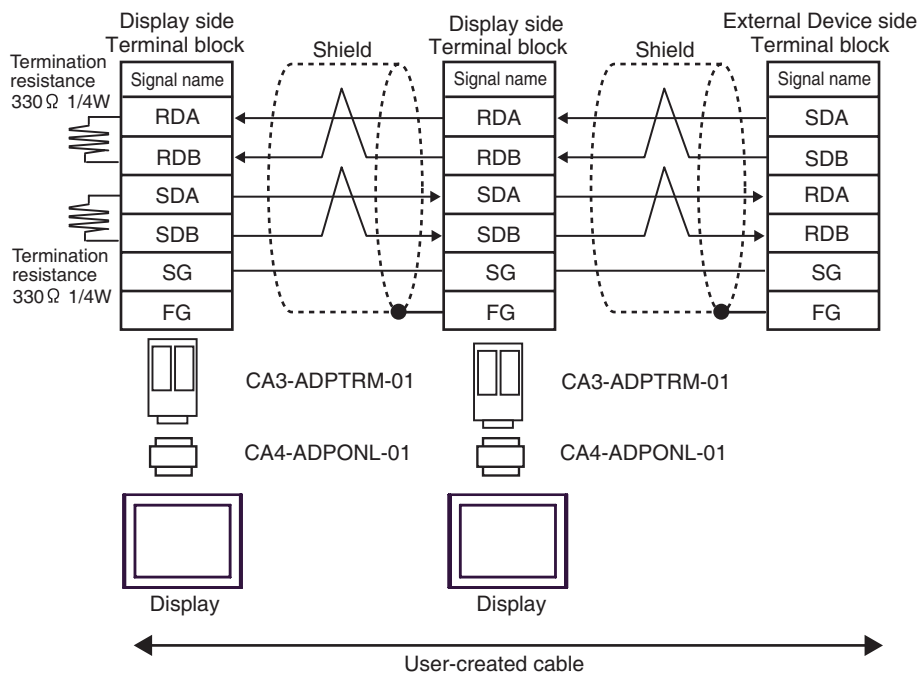 Display side
Terminal block
Display side
Terminal block
External Device side
Terminal block
Shield
Shield
Termination
resistance
330Ω 1/4W
Signal name
Signal name
Signal name
RDA
RDA
SDA
RDB
RDB
SDB
SDA
SDA
RDA
SDB
SDB
RDB
Termination
resistance
330Ω 1/4W
SG
SG
SG
FG
FG
FG
CA3-ADPTRM-01
CA3-ADPTRM-01
CA4-ADPONL-01
CA4-ADPONL-01
Display
Display
User-created cable